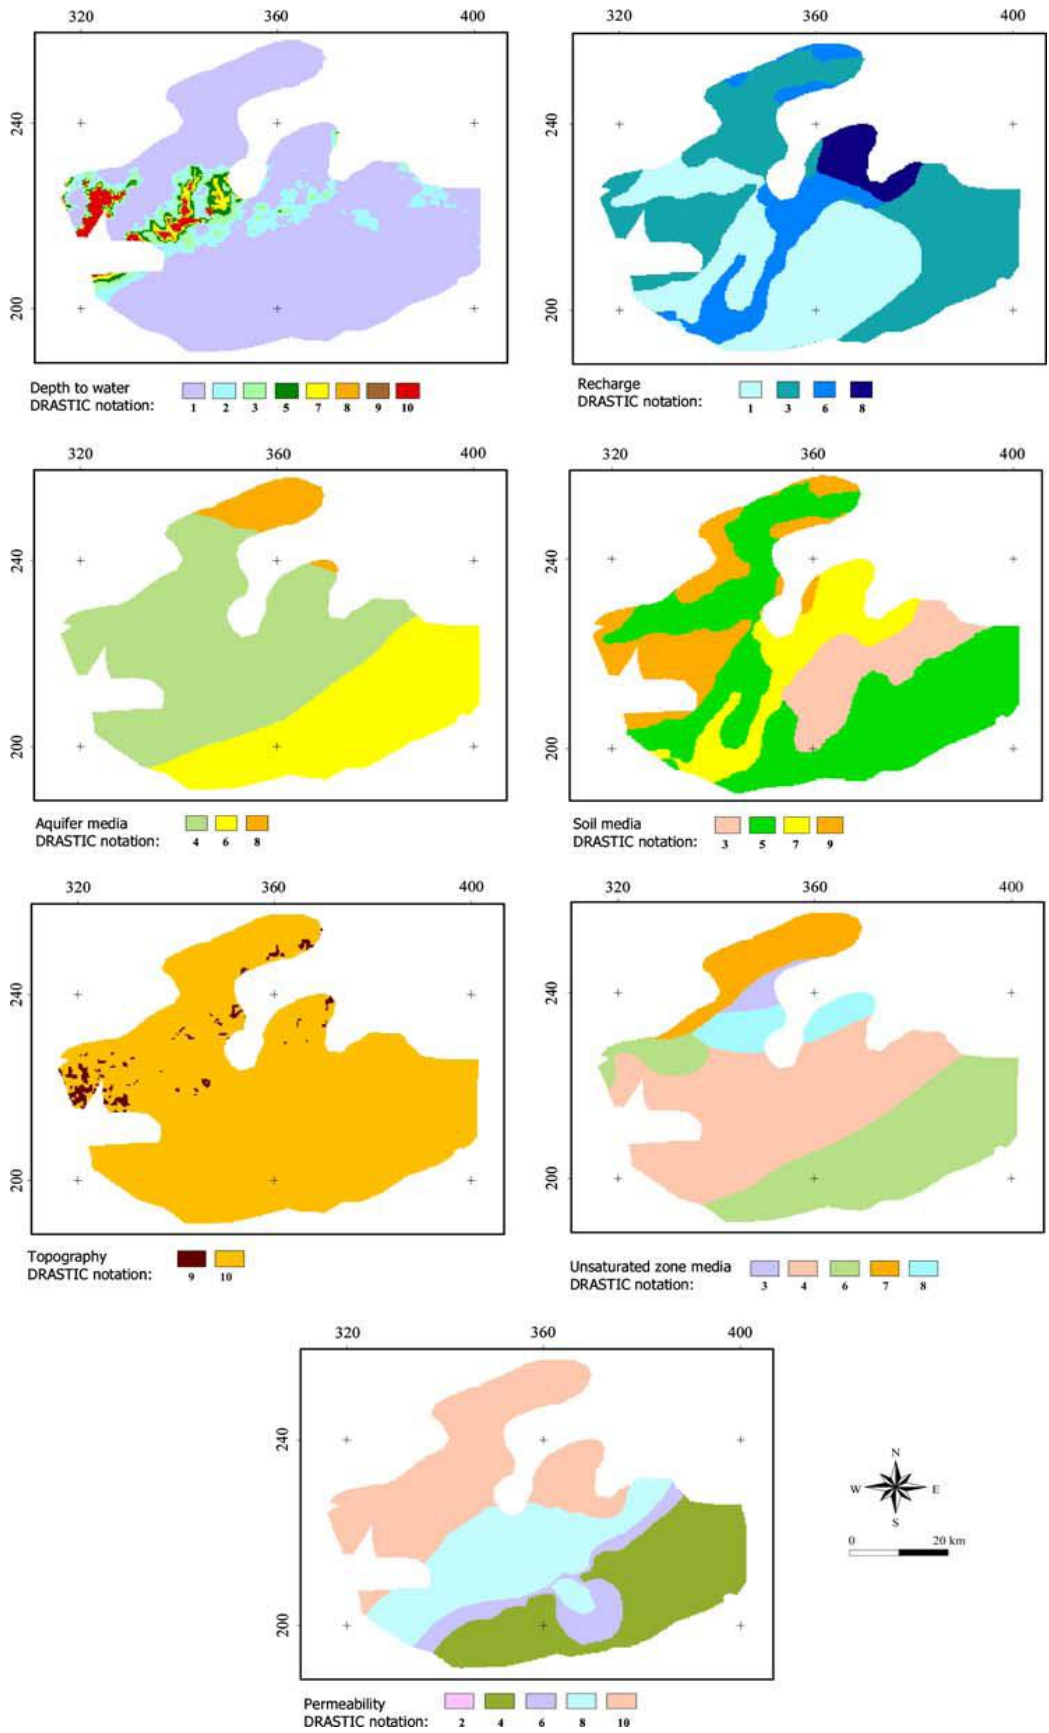 320 360 400
320 360 400
240
200
Depth to water
DRASTIC notation:
1 2 3 5 7 8 9 10
Recharge
DRASTIC notation:
1 3 6 8
320 360 400
320 360 400
240
200
240
200
Aquifer media
DRASTIC notation:
4 6 8
Soil media
DRASTIC notation:
3 5 7 9
320 360 400
320 360 400
240
200
240
200
Topography
DRASTIC notation:
9 10
Unsaturated zone media
DRASTIC notation:
3 4 6 7 8
320 360 400
240
200
N
W E
S
0 20 km
Permeability
DRASTIC notation:
2 4 6 8 10